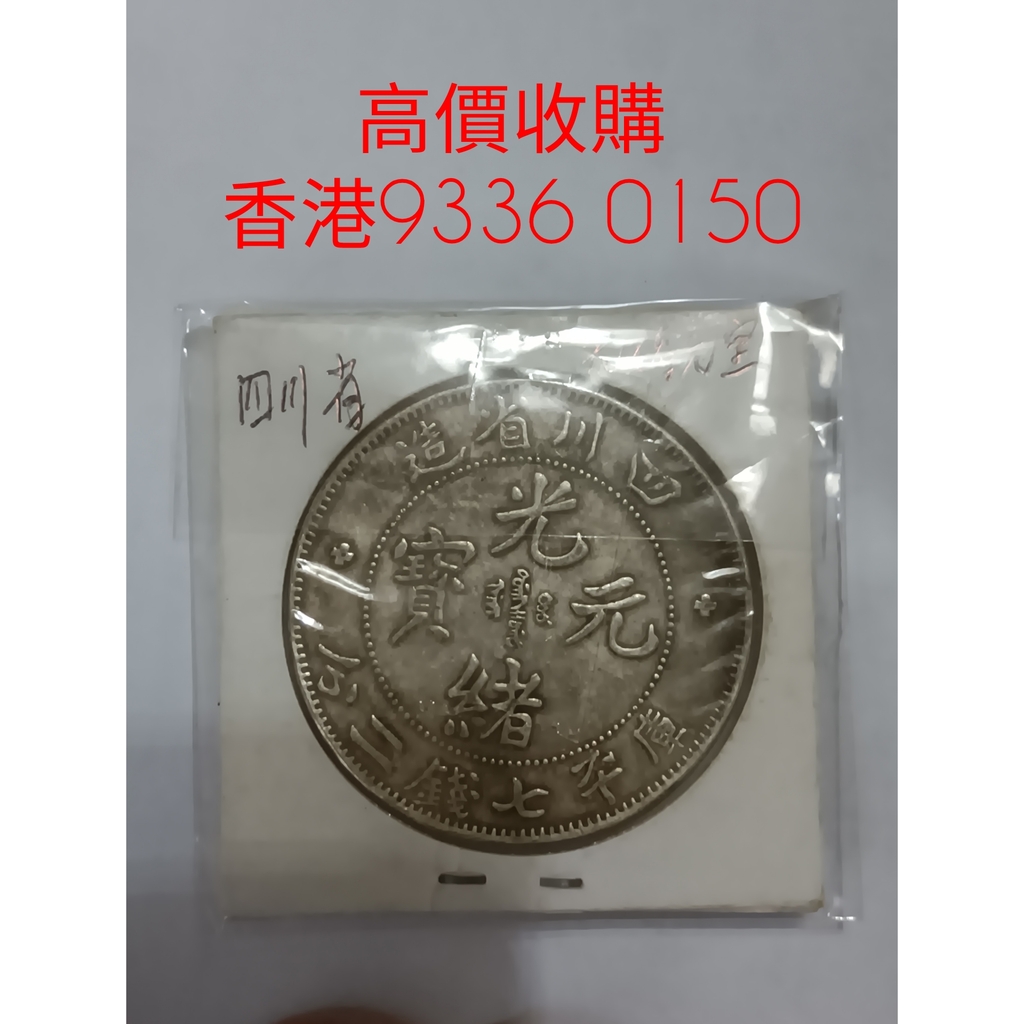 高價收購
香港9336 0150
四川省
四川省造
光緒元寶
庫平七錢二分